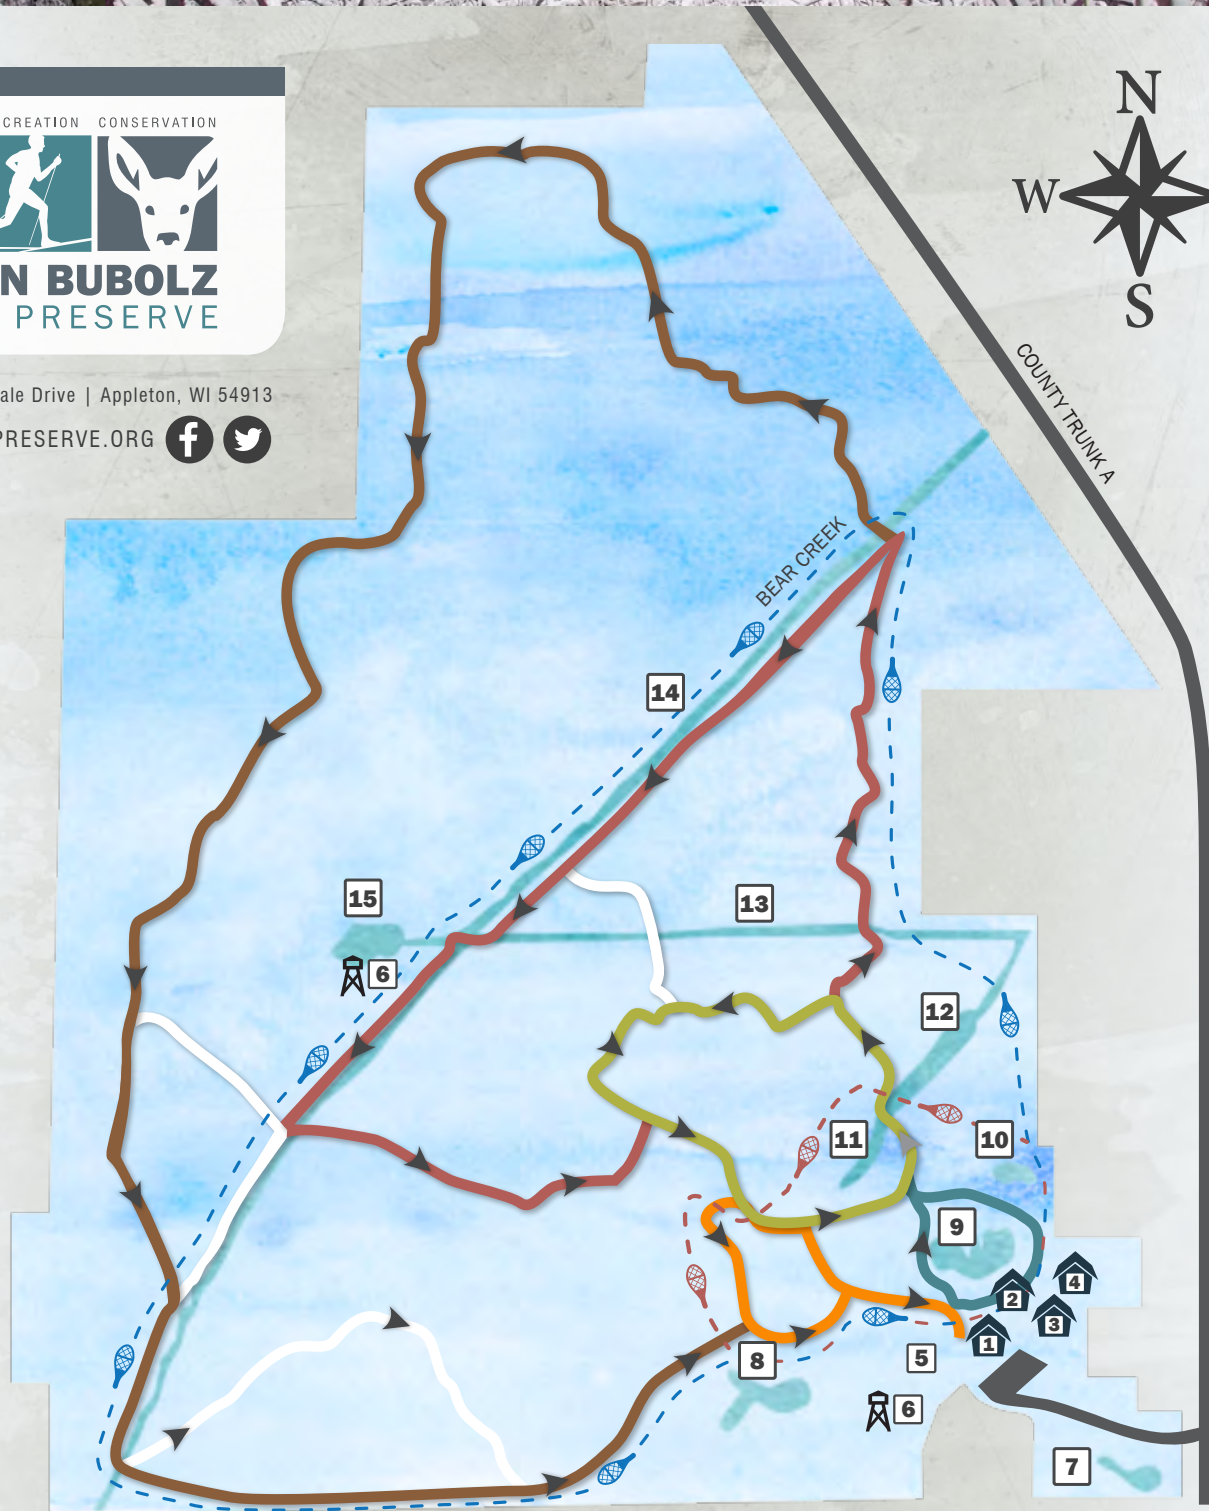 CREATION CONSERVATION
N BUBOLZ
PRESERVE
ale Drive | Appleton, WI 54913
PRESERVE.ORG
N
W
S
COUNTY TRUNK A
BEAR CREEK
14
15
13
6
12
11
10
9
4
2
3
1
8
5
6
7